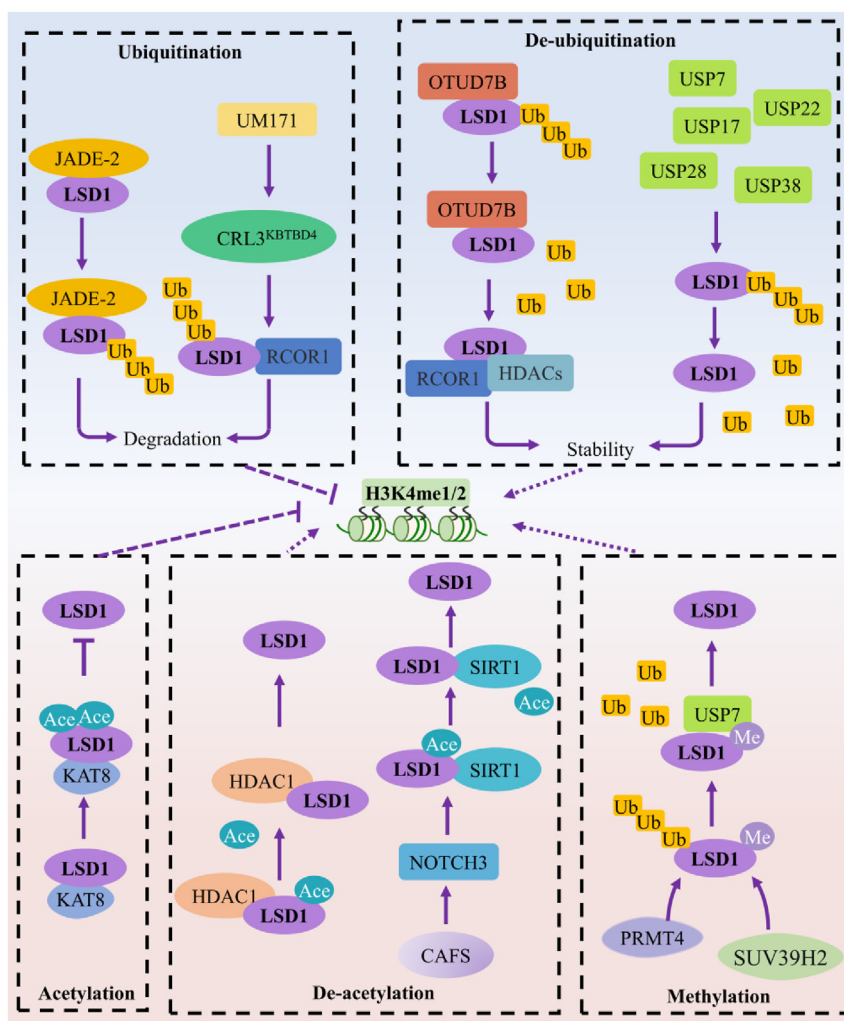 Ubiquitination
UM171
JADE-2
LSD1
CRL3KBTBD4
JADE-2
LSD1
Ub
Ub
Ub
Ub
Ub
Ub
LSD1
RCOR1
Degradation
De-ubiquitination
OTUD7B
LSD1
Ub
Ub
Ub
OTUD7B
LSD1
Ub
Ub
Ub
LSD1
RCOR1
HDACs
USP7
USP22
USP17
USP28
USP38
LSD1
Ub
Ub
Ub
LSD1
Ub
Ub
Ub
Stability
H3K4me1/2
LSD1
Ace
Ace
LSD1
KAT8
LSD1
KAT8
Acetylation
LSD1
HDAC1
LSD1
Ace
HDAC1
Ace
LSD1
LSD1
LSD1
SIRT1
Ace
Ace
LSD1
SIRT1
NOTCH3
CAFS
De-acetylation
LSD1
Ub
Ub
Ub
USP7
Me
LSD1
Ub
Ub
Ub
Me
LSD1
PRMT4
SUV39H2
Methylation